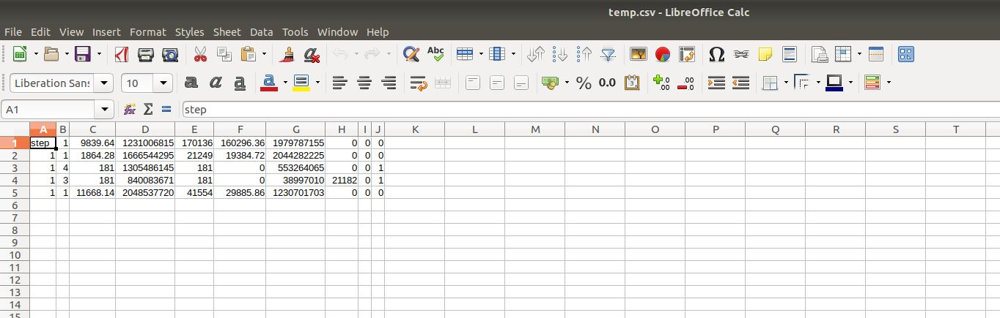 temp.csv - LibreOffice Calc
File Edit View Insert Format Styles Sheet Data Tools Window Help
Abc
Liberation Sans 10 a a a a % 0.0
A1 step
A B C D E F G H I J K L M N O P Q R S T
1 step 1 9839.64 1231006815 170136 160296.36 1979787155 0 0 0
2 1 1 1864.28 1666544295 21249 19384.72 2044282225 0 0 0
3 1 4 181 1305486145 181 0 553264065 0 0 1
4 1 3 181 840083671 181 0 38997010 21182 0 1
5 1 1 11668.14 2048537720 41554 29885.86 1230701703 0 0 0
6
7
8
9
10
11
12
13
14
15